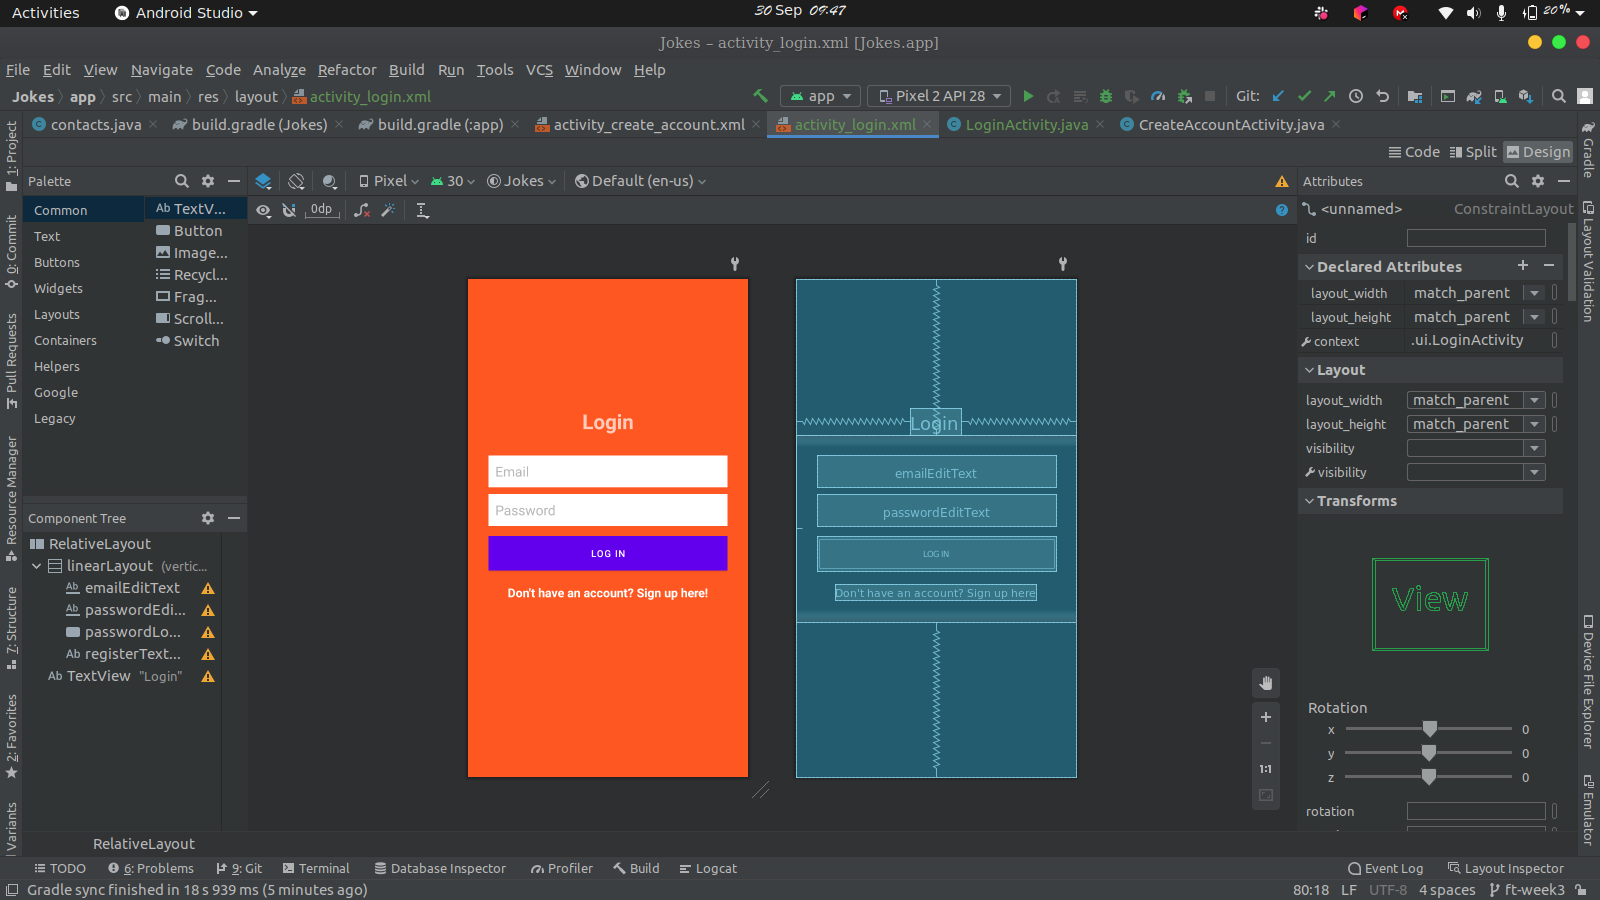 Activities Android Studio 30 Sep 09:47 20%
Jokes – activity_login.xml [Jokes.app]
File Edit View Navigate Code Analyze Refactor Build Run Tools VCS Window Help
Jokes app src main res layout activity_login.xml app Pixel 2 API 28 Git:
contacts.java build.gradle (Jokes) build.gradle (:app) activity_create_account.xml activity_login.xml LoginActivity.java CreateAccountActivity.java
Code Split Design
Palette Pixel 30 Jokes Default (en-us) Attributes
0dp <unnamed> ConstraintLayout
Common
Text
Buttons
Widgets
Layouts
Containers
Helpers
Google
Legacy
Ab TextV...
Button
Image...
Recycl...
Frag...
Scroll...
Switch
Component Tree
RelativeLayout
linearLayout (vertic...
Ab emailEditText
Ab passwordEdi...
passwordLo...
Ab registerText...
Ab TextView "Login"
Login
Email
Password
LOG IN
Don't have an account? Sign up here!
Login
emailEditText
passwordEditText
LOG IN
Don't have an account? Sign up here
1:1
id
Declared Attributes
layout_width match_parent
layout_height match_parent
context .ui.LoginActivity
Layout
layout_width match_parent
layout_height match_parent
visibility
visibility
Transforms
View
Rotation
x 0
y 0
z 0
rotation
1: Project
0: Commit
Pull Requests
Resource Manager
7: Structure
2: Favorites
Variants
Gradle
Layout Validation
Device File Explorer
Emulator
RelativeLayout
TODO 6: Problems 9: Git Terminal Database Inspector Profiler Build Logcat Event Log Layout Inspector
Gradle sync finished in 18 s 939 ms (5 minutes ago) 80:18 LF UTF-8 4 spaces ft-week3